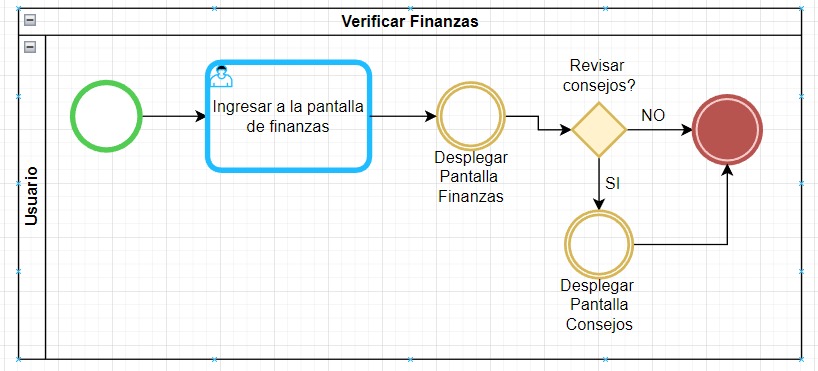 Verificar Finanzas
Usuario
Ingresar a la pantalla
de finanzas
Desplegar
Pantalla
Finanzas
Revisar
consejos?
NO
SI
Desplegar
Pantalla
Consejos